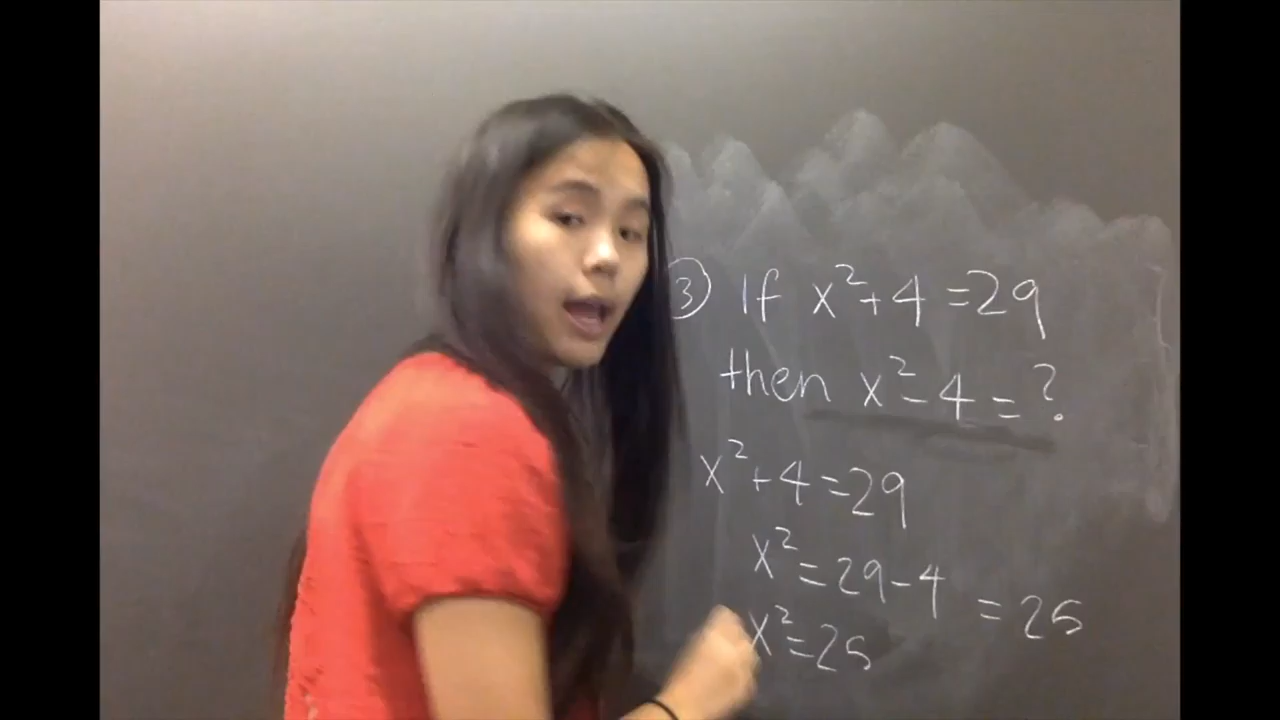 ③ If x²+4=29
then x²-4=?
x²+4=29
x²=29-4 =25
x²=25